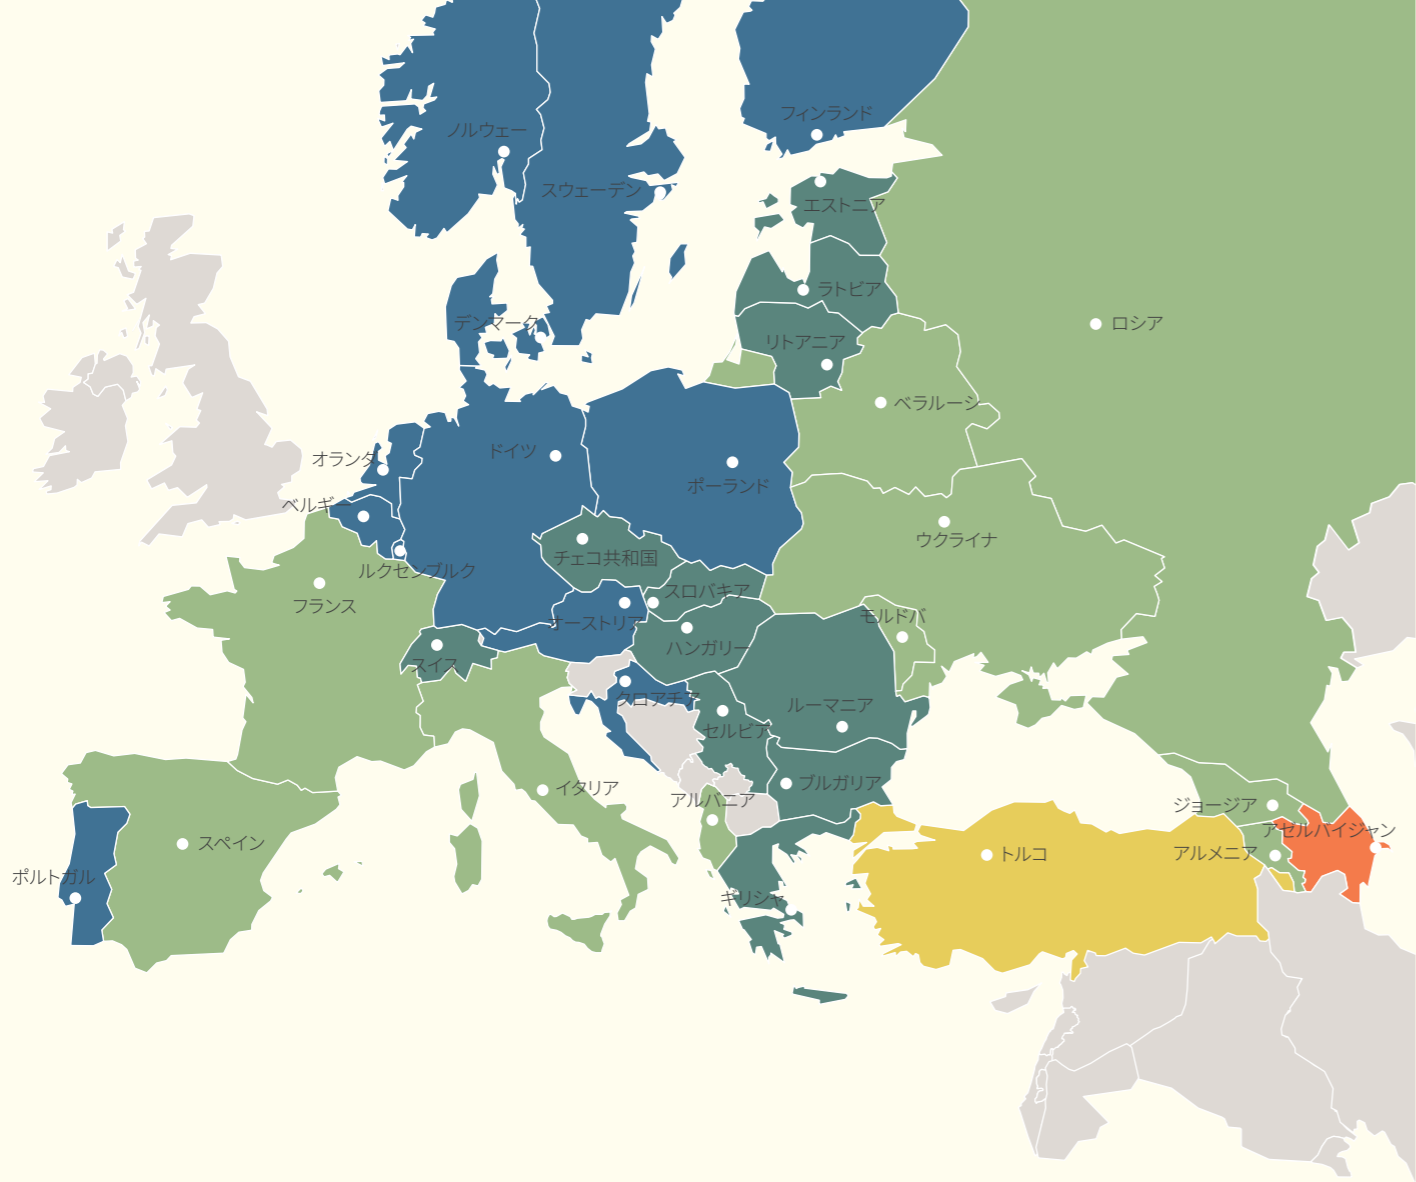 フィンランド
ノルウェー
スウェーデン
エストニア
ラトビア
デンマーク
ロシア
リトアニア
ベラルーシ
ドイツ
オランダ
ポーランド
ベルギー
ウクライナ
チェコ共和国
ルクセンブルク
スロバキア
フランス
モルドバ
オーストリア
ハンガリー
スイス
クロアチア
ルーマニア
セルビア
ブルガリア
イタリア
アルバニア
ジョージア
アゼルバイジャン
スペイン
トルコ
アルメニア
ポルトガル
ギリシャ